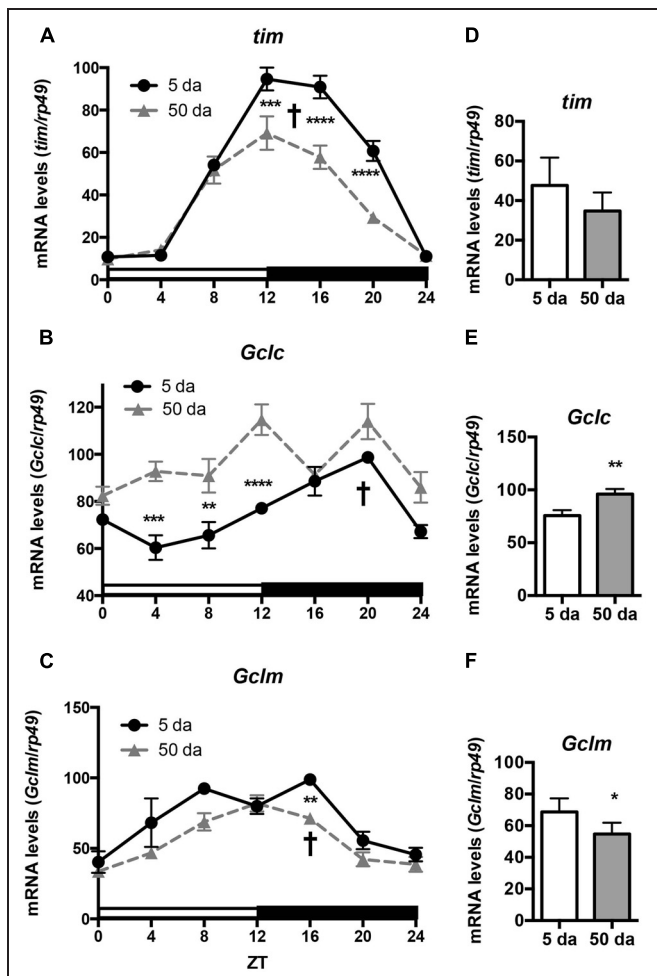 A
tim
mRNA levels (tim/rp49)
100
80
60
40
20
0
5 da
50 da
***
†
****
****
0 4 8 12 16 20 24
D
tim
mRNA levels (tim/rp49)
80
60
40
20
0
5 da 50 da
B
Gclc
mRNA levels (Gclc/rp49)
120
100
80
60
40
5 da
50 da
***
**
****
†
0 4 8 12 16 20 24
E
Gclc
mRNA levels (Gclc/rp49)
150
100
50
0
**
5 da 50 da
C
Gclm
mRNA levels (Gclm/rp49)
150
100
50
0
5 da
50 da
**
†
0 4 8 12 16 20 24
ZT
F
Gclm
mRNA levels (Gclm/rp49)
100
80
60
40
20
0
*
5 da 50 da